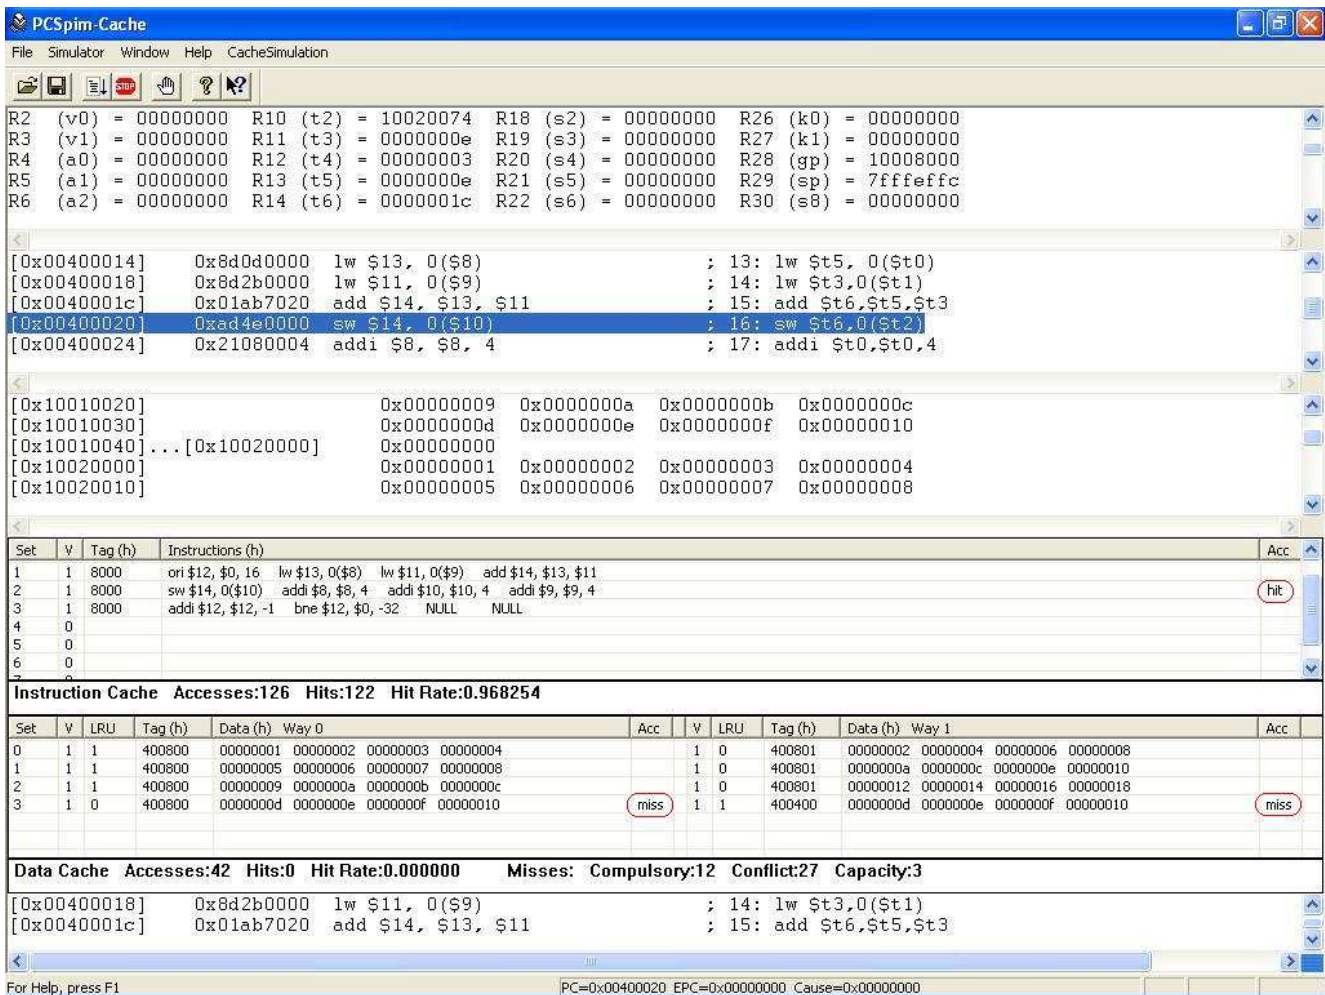 PCSpim-Cache
File Simulator Window Help CacheSimulation
STOP
R2 (v0) = 00000000 R10 (t2) = 10020074 R18 (s2) = 00000000 R26 (k0) = 00000000
R3 (v1) = 00000000 R11 (t3) = 0000000e R19 (s3) = 00000000 R27 (k1) = 00000000
R4 (a0) = 00000000 R12 (t4) = 00000003 R20 (s4) = 00000000 R28 (gp) = 10008000
R5 (a1) = 00000000 R13 (t5) = 0000000e R21 (s5) = 00000000 R29 (sp) = 7fffeffc
R6 (a2) = 00000000 R14 (t6) = 0000001c R22 (s6) = 00000000 R30 (s8) = 00000000
[0x00400014] 0x8d0d0000 lw $13, 0($8) ; 13: lw $t5, 0($t0)
[0x00400018] 0x8d2b0000 lw $11, 0($9) ; 14: lw $t3,0($t1)
[0x0040001c] 0x01ab7020 add $14, $13, $11 ; 15: add $t6,$t5,$t3
[0x00400020] 0xad4e0000 sw $14, 0($10) ; 16: sw $t6,0($t2)
[0x00400024] 0x21080004 addi $8, $8, 4 ; 17: addi $t0,$t0,4
[0x10010020] 0x00000009 0x0000000a 0x0000000b 0x0000000c
[0x10010030] 0x0000000d 0x0000000e 0x0000000f 0x00000010
[0x10010040]...[0x10020000] 0x00000000
[0x10020000] 0x00000001 0x00000002 0x00000003 0x00000004
[0x10020010] 0x00000005 0x00000006 0x00000007 0x00000008
Set V Tag (h) Instructions (h) Acc
1 1 8000 ori $12, $0, 16 lw $13, 0($8) lw $11, 0($9) add $14, $13, $11
2 1 8000 sw $14, 0($10) addi $8, $8, 4 addi $10, $10, 4 addi $9, $9, 4 hit
3 1 8000 addi $12, $12, -1 bne $12, $0, -32 NULL NULL
4 0
5 0
6 0
Instruction Cache Accesses:126 Hits:122 Hit Rate:0.968254
Set V LRU Tag (h) Data (h) Way 0 Acc V LRU Tag (h) Data (h) Way 1 Acc
0 1 1 400800 00000001 00000002 00000003 00000004 1 0 400801 00000002 00000004 00000006 00000008
1 1 1 400800 00000005 00000006 00000007 00000008 1 0 400801 0000000a 0000000c 0000000e 00000010
2 1 1 400800 00000009 0000000a 0000000b 0000000c 1 0 400801 00000012 00000014 00000016 00000018
3 1 0 400800 0000000d 0000000e 0000000f 00000010 miss 1 1 400400 0000000d 0000000e 0000000f 00000010 miss
Data Cache Accesses:42 Hits:0 Hit Rate:0.000000 Misses: Compulsory:12 Conflict:27 Capacity:3
[0x00400018] 0x8d2b0000 lw $11, 0($9) ; 14: lw $t3,0($t1)
[0x0040001c] 0x01ab7020 add $14, $13, $11 ; 15: add $t6,$t5,$t3
For Help, press F1 PC=0x00400020 EPC=0x00000000 Cause=0x00000000